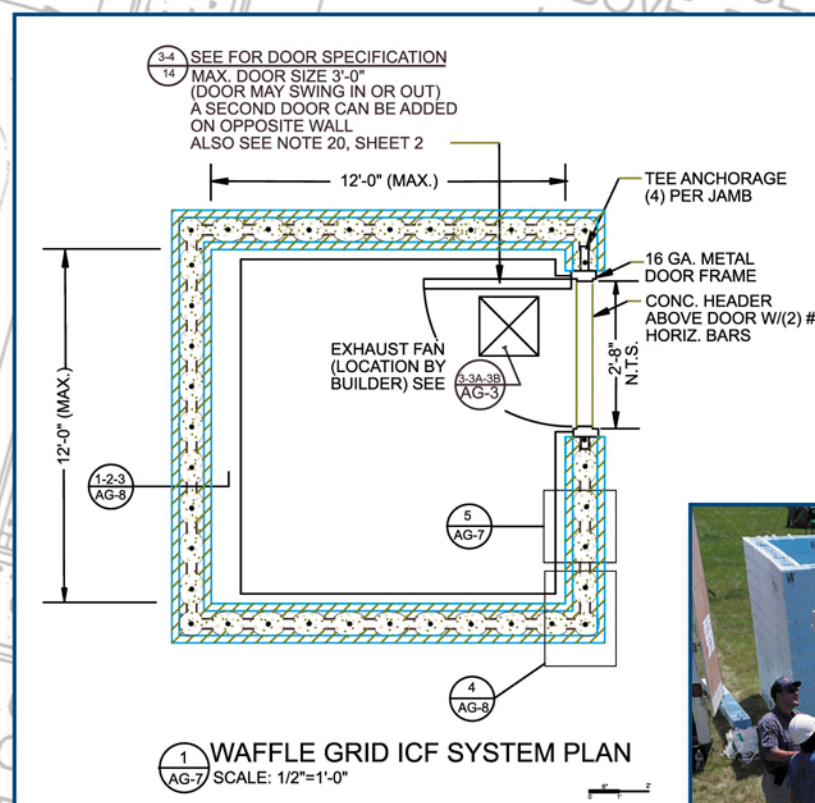 3-4
14
SEE FOR DOOR SPECIFICATION
MAX. DOOR SIZE 3'-0"
(DOOR MAY SWING IN OR OUT)
A SECOND DOOR CAN BE ADDED
ON OPPOSITE WALL
ALSO SEE NOTE 20, SHEET 2
12'-0" (MAX.)
TEE ANCHORAGE
(4) PER JAMB
16 GA. METAL
DOOR FRAME
CONC. HEADER
ABOVE DOOR W/(2) #
HORIZ. BARS
2'-8"
N.T.S.
EXHAUST FAN
(LOCATION BY
BUILDER) SEE
3-3A-3B
AG-3
12'-0" (MAX.)
1-2-3
AG-8
5
AG-7
4
AG-8
1
AG-7
WAFFLE GRID ICF SYSTEM PLAN
SCALE: 1/2"=1'-0"
0 6" 1' 2'